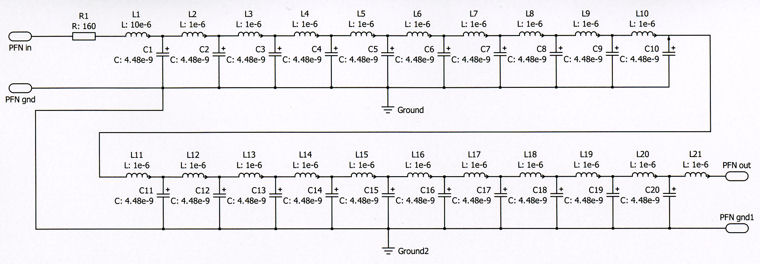 R1 L1 L2 L3 L4 L5 L6 L7 L8 L9 L10
R: 160 L: 10e-6 L: 1e-6 L: 1e-6 L: 1e-6 L: 1e-6 L: 1e-6 L: 1e-6 L: 1e-6 L: 1e-6 L: 1e-6
PFN in
C1 C2 C3 C4 C5 C6 C7 C8 C9 C10
C: 4.48e-9 C: 4.48e-9 C: 4.48e-9 C: 4.48e-9 C: 4.48e-9 C: 4.48e-9 C: 4.48e-9 C: 4.48e-9 C: 4.48e-9 C: 4.48e-9
PFN gnd
Ground
L11 L12 L13 L14 L15 L16 L17 L18 L19 L20 L21
L: 1e-6 L: 1e-6 L: 1e-6 L: 1e-6 L: 1e-6 L: 1e-6 L: 1e-6 L: 1e-6 L: 1e-6 L: 1e-6 L: 1e-6
PFN out
C11 C12 C13 C14 C15 C16 C17 C18 C19 C20
C: 4.48e-9 C: 4.48e-9 C: 4.48e-9 C: 4.48e-9 C: 4.48e-9 C: 4.48e-9 C: 4.48e-9 C: 4.48e-9 C: 4.48e-9 C: 4.48e-9
PFN gnd1
Ground2